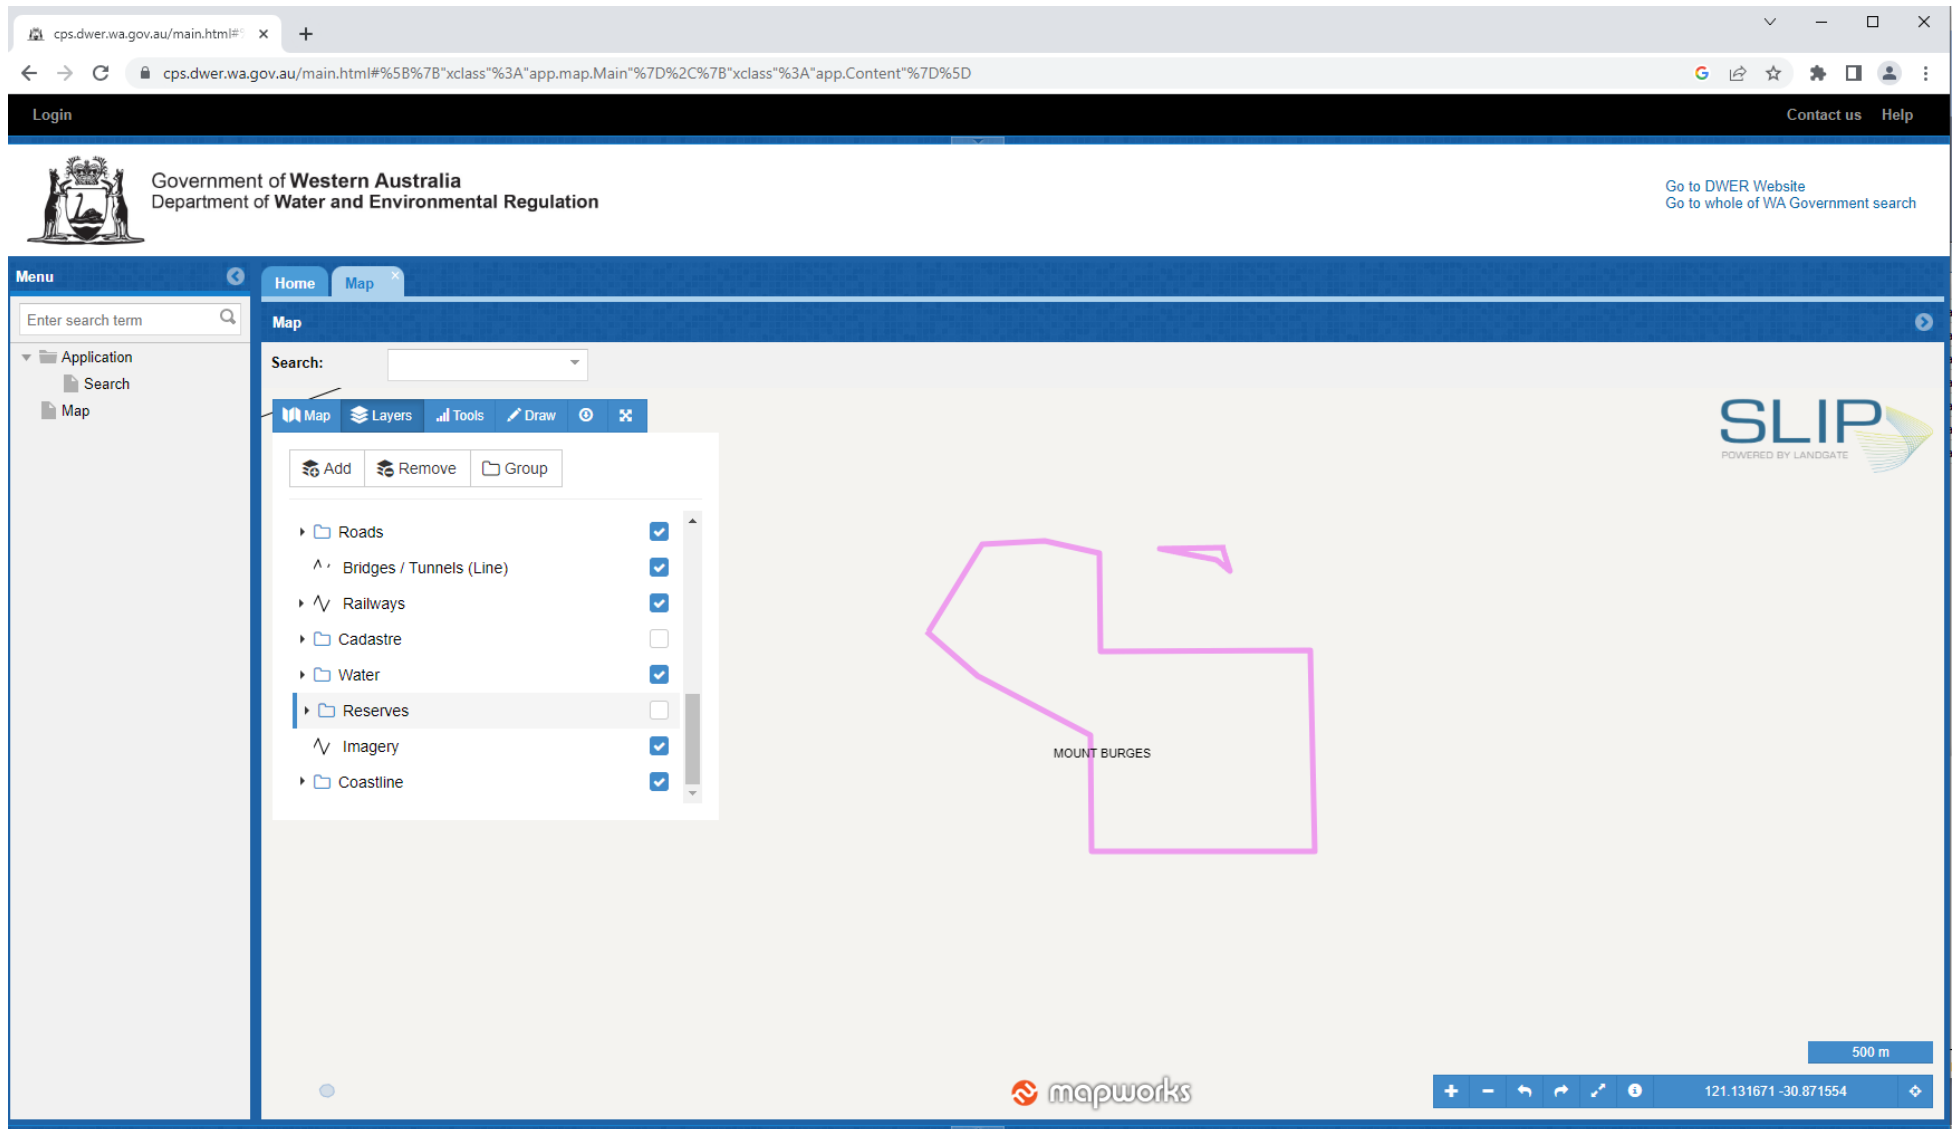 cps.dwer.wa.gov.au/main.html#
cps.dwer.wa.gov.au/main.html#%5B%7B"xclass"%3A"app.map.Main"%7D%2C%7B"xclass"%3A"app.Content"%7D%5D
Login
Contact us Help
Government of Western Australia
Department of Water and Environmental Regulation
Go to DWER Website
Go to whole of WA Government search
Menu
Home Map
Enter search term
Map
Application
Search
Map
Search:
Map Layers Tools Draw
SLIP
POWERED BY LANDGATE
Add Remove Group
Roads
Bridges / Tunnels (Line)
Railways
Cadastre
Water
Reserves
Imagery
Coastline
MOUNT BURGES
500 m
mapworks
121.131671 -30.871554